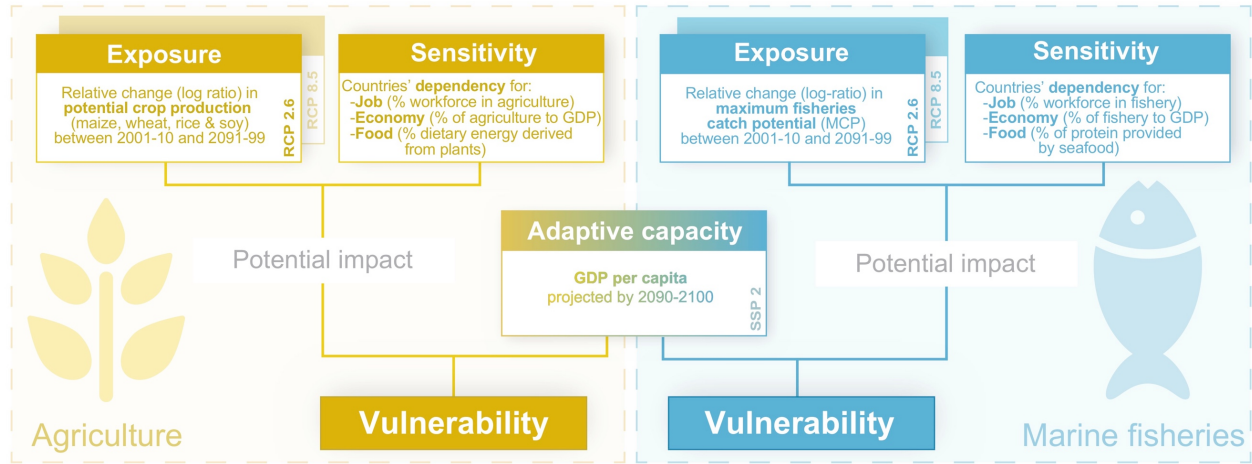 Exposure
Relative change (log ratio) in
potential crop production
(maize, wheat, rice & soy)
between 2001-10 and 2091-99
RCP 2.6
RCP 8.5
Sensitivity
Countries' dependency for:
-Job (% workforce in agriculture)
-Economy (% of agriculture to GDP)
-Food (% dietary energy derived
from plants)
Potential impact
Agriculture
Vulnerability
Adaptive capacity
GDP per capita
projected by 2090-2100
SSP 2
Exposure
Relative change (log-ratio) in
maximum fisheries
catch potential (MCP)
between 2001-10 and 2091-99
RCP 2.6
RCP 8.5
Sensitivity
Countries' dependency for:
-Job (% workforce in fishery)
-Economy (% of fishery to GDP)
-Food (% of protein provided
by seafood)
Potential impact
Vulnerability
Marine fisheries